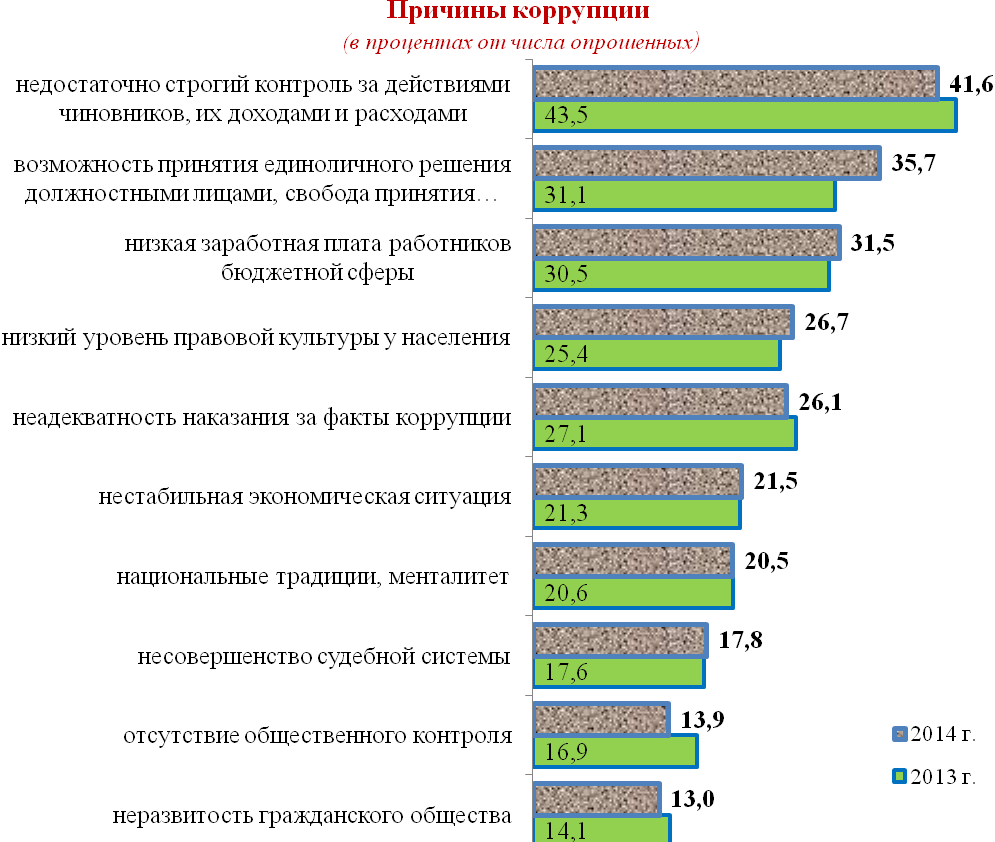 Причины коррупции
(в процентах от числа опрошенных)
недостаточно строгий контроль за действиями
чиновников, их доходами и расходами
41,6
43,5
возможность принятия единоличного решения
должностными лицами, свобода принятия…
35,7
31,1
низкая заработная плата работников
бюджетной сферы
31,5
30,5
низкий уровень правовой культуры у населения
26,7
25,4
неадекватность наказания за факты коррупции
26,1
27,1
нестабильная экономическая ситуация
21,5
21,3
национальные традиции, менталитет
20,5
20,6
несовершенство судебной системы
17,8
17,6
отсутствие общественного контроля
13,9
16,9
неразвитость гражданского общества
13,0
14,1
2014 г.
2013 г.